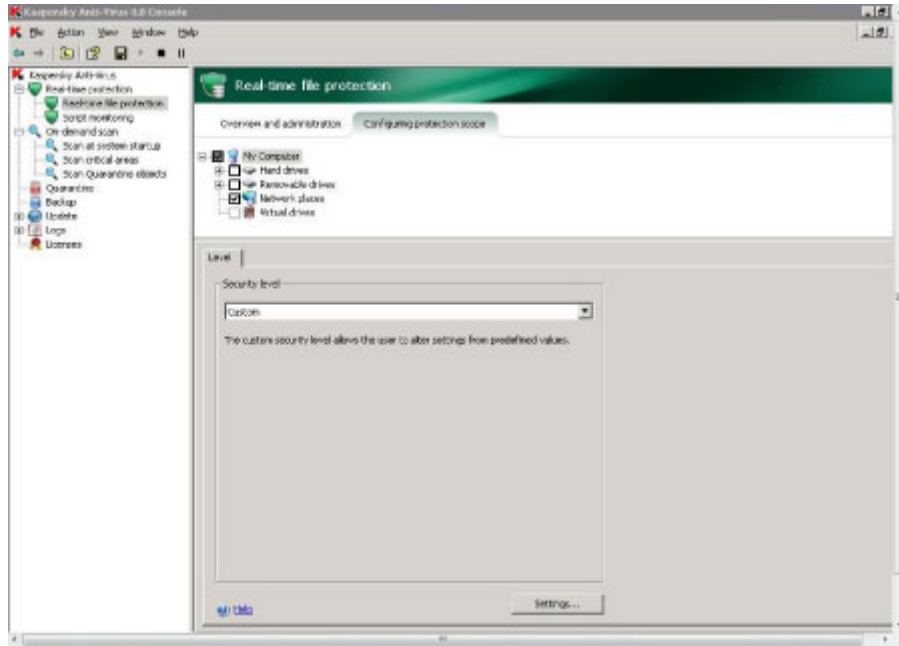 Kaspersky Anti-Virus 8.0 Console
File Action View Window Help
Kaspersky Anti-Virus
Real-time protection
Real-time file protection
Script monitoring
On-demand scan
Scan at system startup
Scan critical areas
Scan Quarantine objects
Quarantine
Backup
Update
Logs
Licenses
Real-time file protection
Overview and administration Configuring protection scope
My Computer
Hard drives
Removable drives
Network places
Virtual drives
Level
Security level
Custom
The custom security level allows the user to alter settings from predefined values.
Help
Settings...